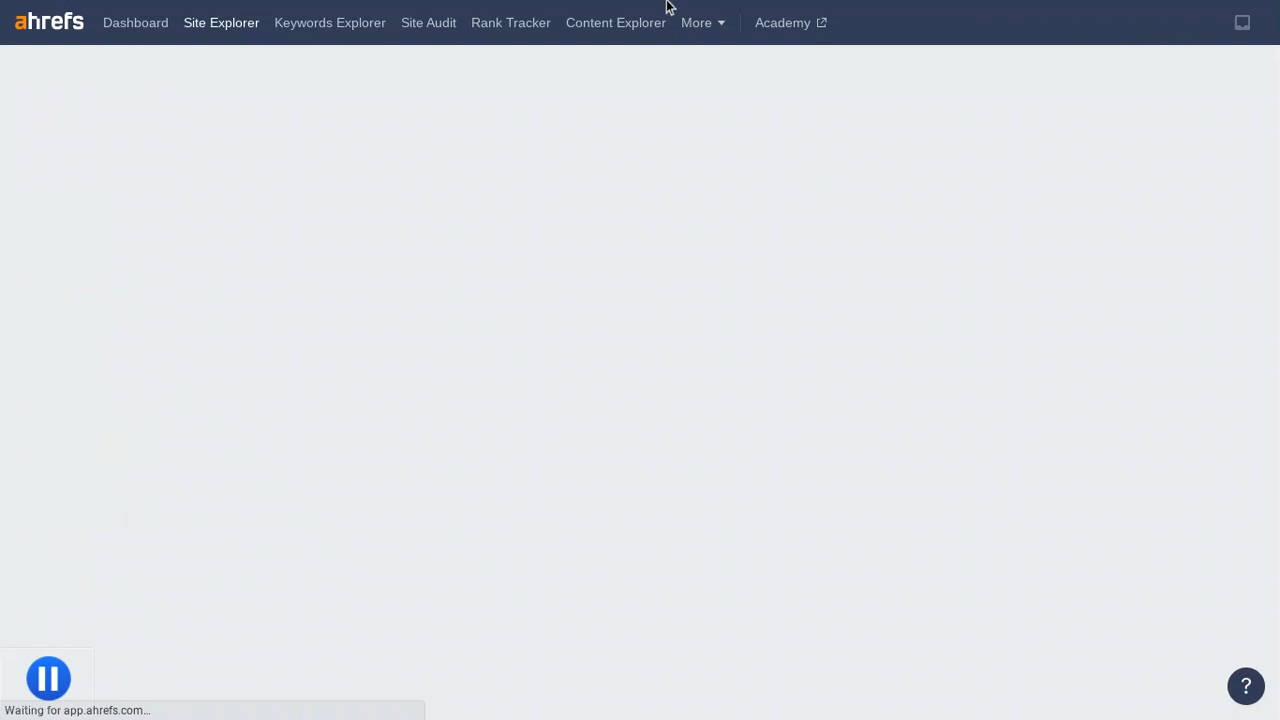 ahrefs Dashboard Site Explorer Keywords Explorer Site Audit Rank Tracker Content Explorer More Academy
?
Waiting for app.ahrefs.com...